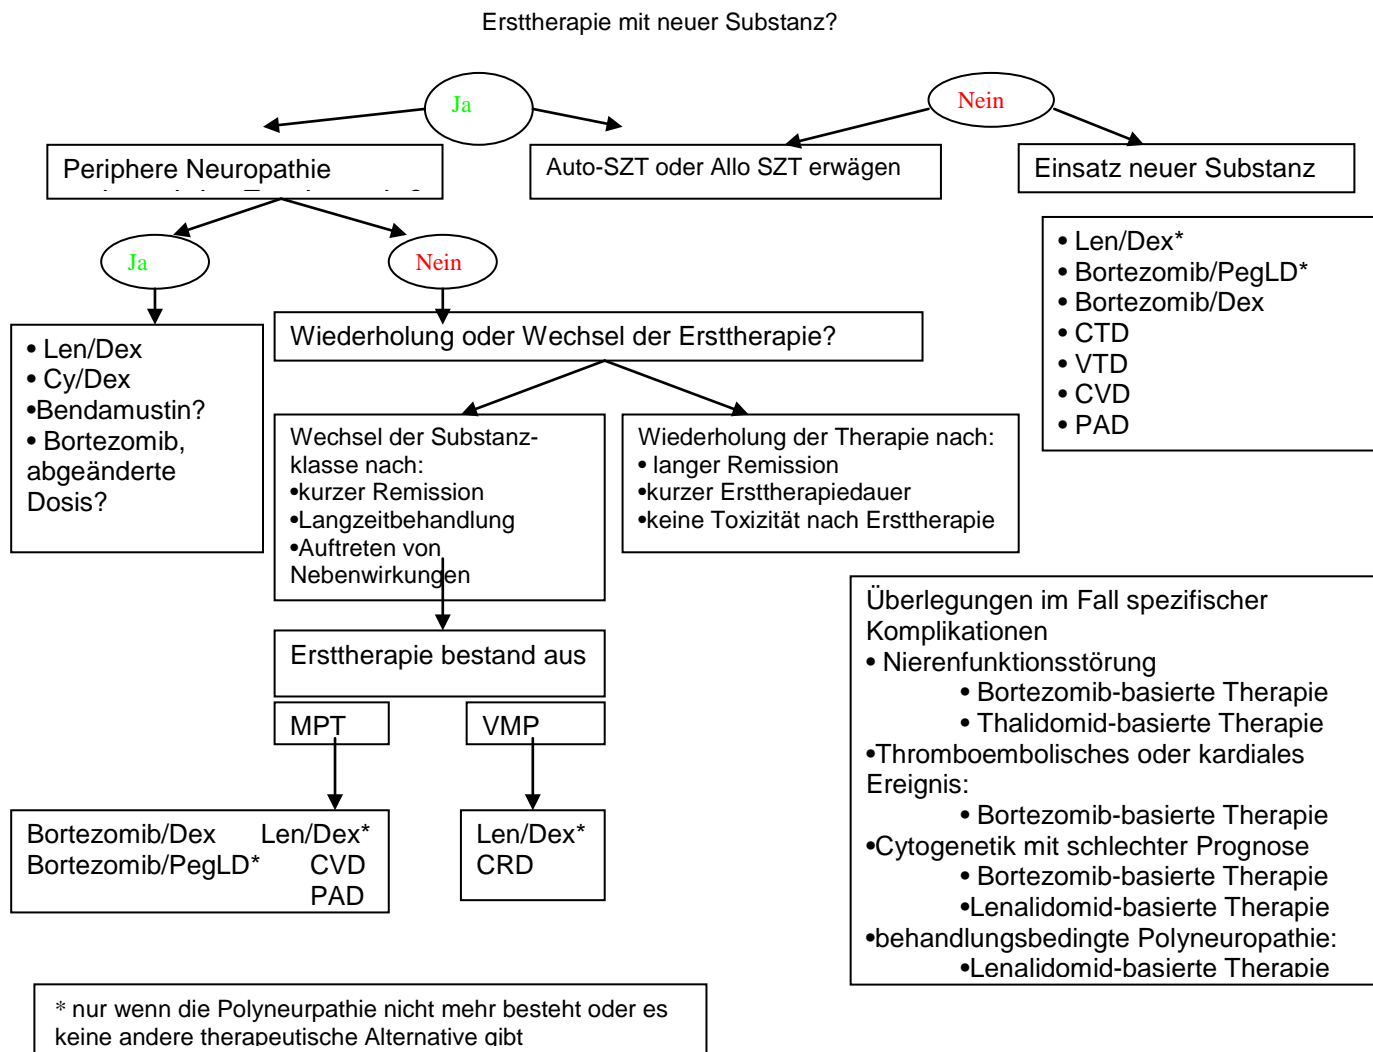 Ersttherapie mit neuer Substanz?
Ja
Nein
Periphere Neuropathie
Auto-SZT oder Allo SZT erwägen
Einsatz neuer Substanz
Ja
Nein
• Len/Dex*
• Bortezomib/PegLD*
• Bortezomib/Dex
• CTD
• VTD
• CVD
• PAD
• Len/Dex
• Cy/Dex
•Bendamustin?
• Bortezomib,
abgeänderte
Dosis?
Wiederholung oder Wechsel der Ersttherapie?
Wechsel der Substanz-
klasse nach:
•kurzer Remission
•Langzeitbehandlung
•Auftreten von
Nebenwirkungen
Wiederholung der Therapie nach:
• langer Remission
•kurzer Ersttherapiedauer
•keine Toxizität nach Ersttherapie
Ersttherapie bestand aus
MPT
VMP
Bortezomib/Dex Len/Dex*
Bortezomib/PegLD* CVD
PAD
Len/Dex*
CRD
Überlegungen im Fall spezifischer
Komplikationen
• Nierenfunktionsstörung
• Bortezomib-basierte Therapie
• Thalidomid-basierte Therapie
•Thromboembolisches oder kardiales
Ereignis:
• Bortezomib-basierte Therapie
•Cytogenetik mit schlechter Prognose
• Bortezomib-basierte Therapie
•Lenalidomid-basierte Therapie
•behandlungsbedingte Polyneuropathie:
•Lenalidomid-basierte Therapie
* nur wenn die Polyneurpathie nicht mehr besteht oder es
keine andere therapeutische Alternative gibt